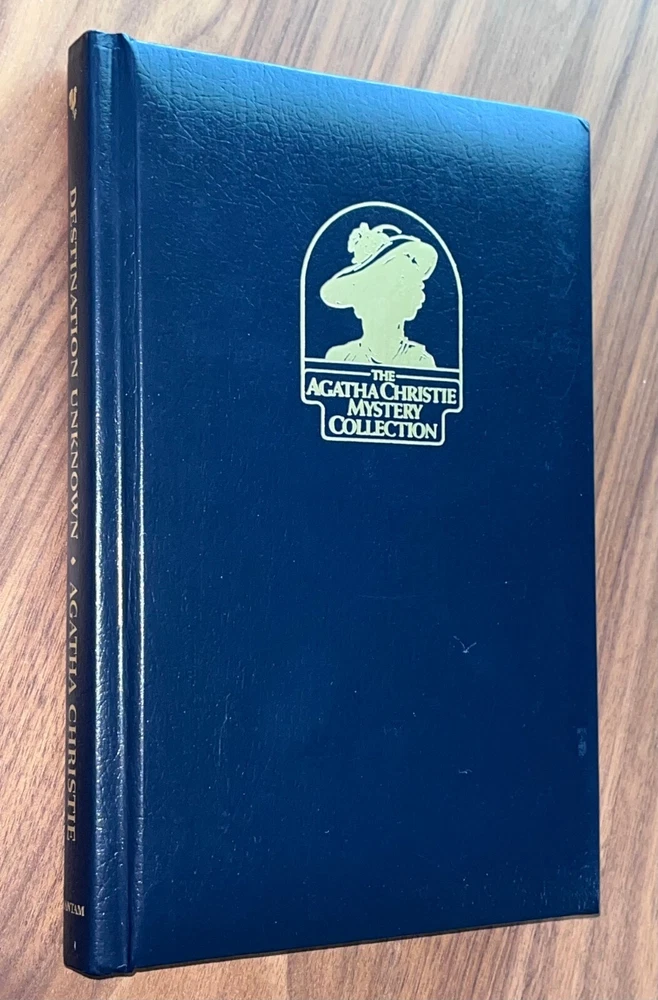 DESTINATION UNKNOWN ♦ AGATHA CHRISTIE
THE
AGATHA CHRISTIE
MYSTERY
COLLECTION